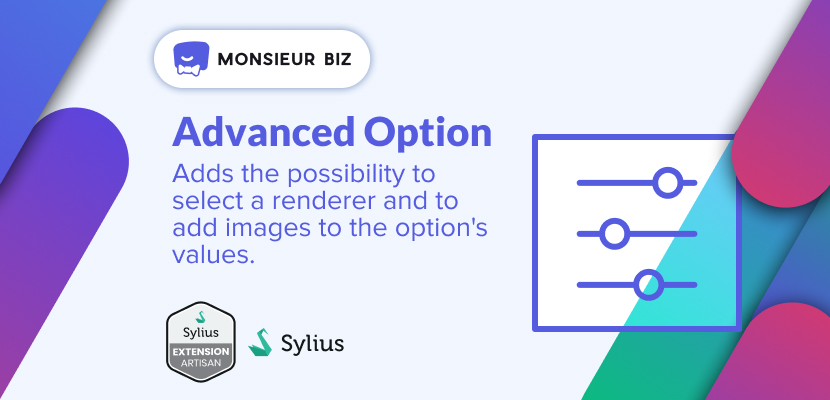 MONSIEUR BIZ
Advanced Option
Adds the possibility to
select a renderer and to
add images to the option's
values.
Sylius
EXTENSION
ARTISAN
Sylius